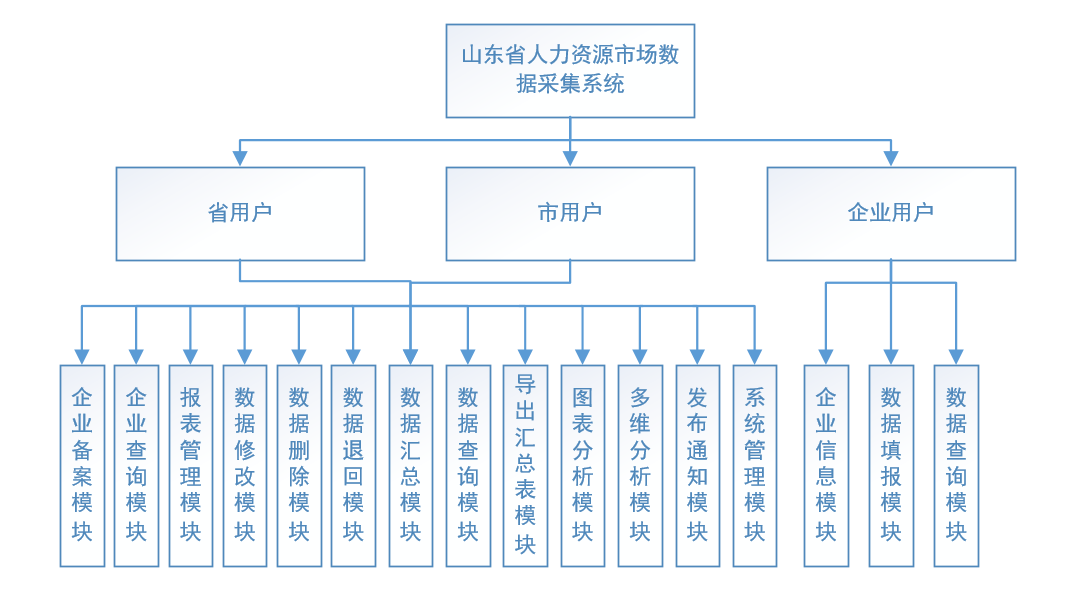 山东省人力资源市场数
据采集系统
省用户
市用户
企业用户
企业备案模块
企业查询模块
报表管理模块
数据修改模块
数据删除模块
数据退回模块
数据汇总模块
数据查询模块
导出汇总表模块
图表分析模块
多维分析模块
发布通知模块
系统管理模块
企业信息模块
数据填报模块
数据查询模块